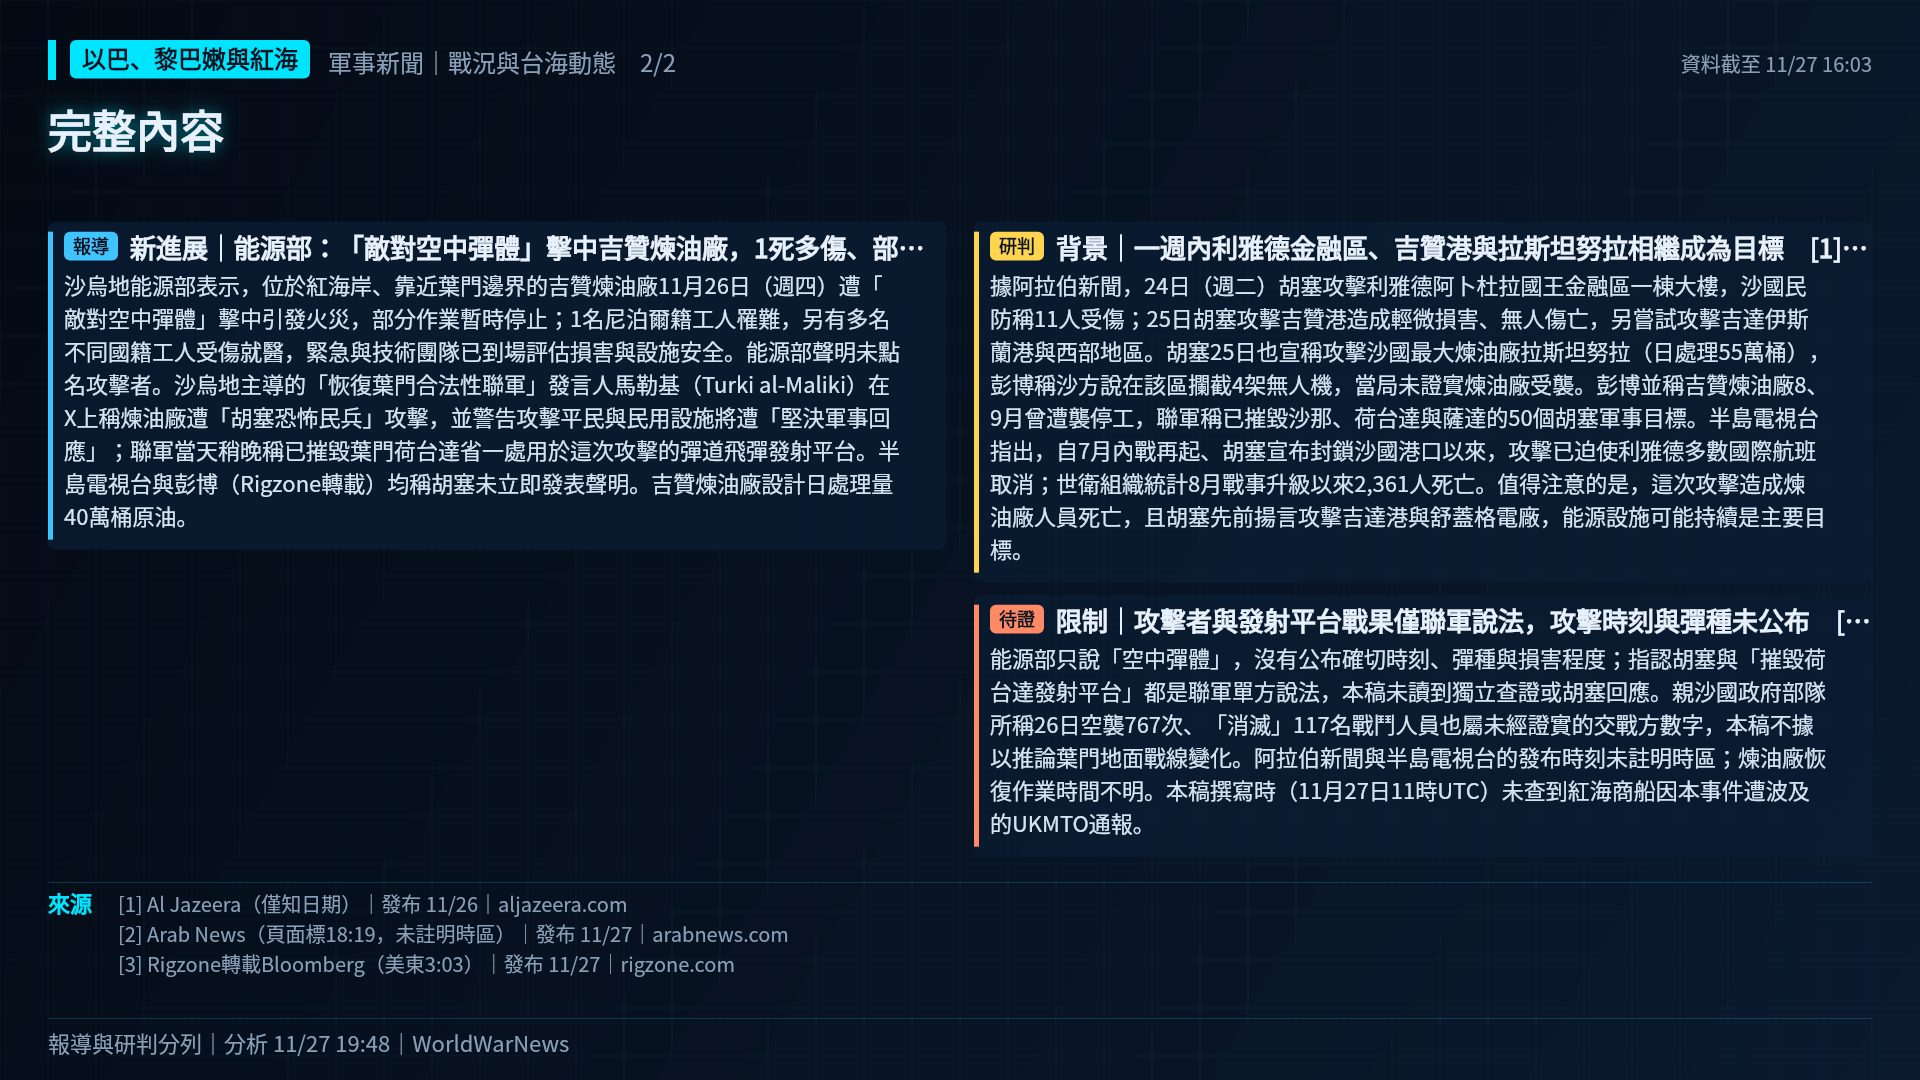 以巴、黎巴嫩與紅海 軍事新聞｜戰況與台海動態 2/2
資料截至 11/27 16:03
完整內容
報導 新進展｜能源部：「敵對空中彈體」擊中吉贊煉油廠，1死多傷、部…
沙烏地能源部表示，位於紅海岸、靠近葉門邊界的吉贊煉油廠11月26日（週四）遭「
敵對空中彈體」擊中引發火災，部分作業暫時停止；1名尼泊爾籍工人罹難，另有多名
不同國籍工人受傷就醫，緊急與技術團隊已到場評估損害與設施安全。能源部聲明未點
名攻擊者。沙烏地主導的「恢復葉門合法性聯軍」發言人馬勒基（Turki al-Maliki）在
X上稱煉油廠遭「胡塞恐怖民兵」攻擊，並警告攻擊平民與民用設施將遭「堅決軍事回
應」；聯軍當天稍晚稱已摧毀葉門荷台達省一處用於這次攻擊的彈道飛彈發射平台。半
島電視台與彭博（Rigzone轉載）均稱胡塞未立即發表聲明。吉贊煉油廠設計日處理量
40萬桶原油。
研判 背景｜一週內利雅德金融區、吉贊港與拉斯坦努拉相繼成為目標 [1]…
據阿拉伯新聞，24日（週二）胡塞攻擊利雅德阿卜杜拉國王金融區一棟大樓，沙國民
防稱11人受傷；25日胡塞攻擊吉贊港造成輕微損害、無人傷亡，另嘗試攻擊吉達伊斯
蘭港與西部地區。胡塞25日也宣稱攻擊沙國最大煉油廠拉斯坦努拉（日處理55萬桶），
彭博稱沙方說在該區攔截4架無人機，當局未證實煉油廠受襲。彭博並稱吉贊煉油廠8、
9月曾遭襲停工，聯軍稱已摧毀沙那、荷台達與薩達的50個胡塞軍事目標。半島電視台
指出，自7月內戰再起、胡塞宣布封鎖沙國港口以來，攻擊已迫使利雅德多數國際航班
取消；世衛組織統計8月戰事升級以來2,361人死亡。值得注意的是，這次攻擊造成煉
油廠人員死亡，且胡塞先前揚言攻擊吉達港與舒蓋格電廠，能源設施可能持續是主要目
標。
待證 限制｜攻擊者與發射平台戰果僅聯軍說法，攻擊時刻與彈種未公布 […
能源部只說「空中彈體」，沒有公布確切時刻、彈種與損害程度；指認胡塞與「摧毀荷
台達發射平台」都是聯軍單方說法，本稿未讀到獨立查證或胡塞回應。親沙國政府部隊
所稱26日空襲767次、「消滅」117名戰鬥人員也屬未經證實的交戰方數字，本稿不據
以推論葉門地面戰線變化。阿拉伯新聞與半島電視台的發布時刻未註明時區；煉油廠恢
復作業時間不明。本稿撰寫時（11月27日11時UTC）未查到紅海商船因本事件遭波及
的UKMTO通報。
來源 [1] Al Jazeera（僅知日期）｜發布 11/26｜aljazeera.com
[2] Arab News（頁面標18:19，未註明時區）｜發布 11/27｜arabnews.com
[3] Rigzone轉載Bloomberg（美東3:03）｜發布 11/27｜rigzone.com
報導與研判分列｜分析 11/27 19:48｜WorldWarNews